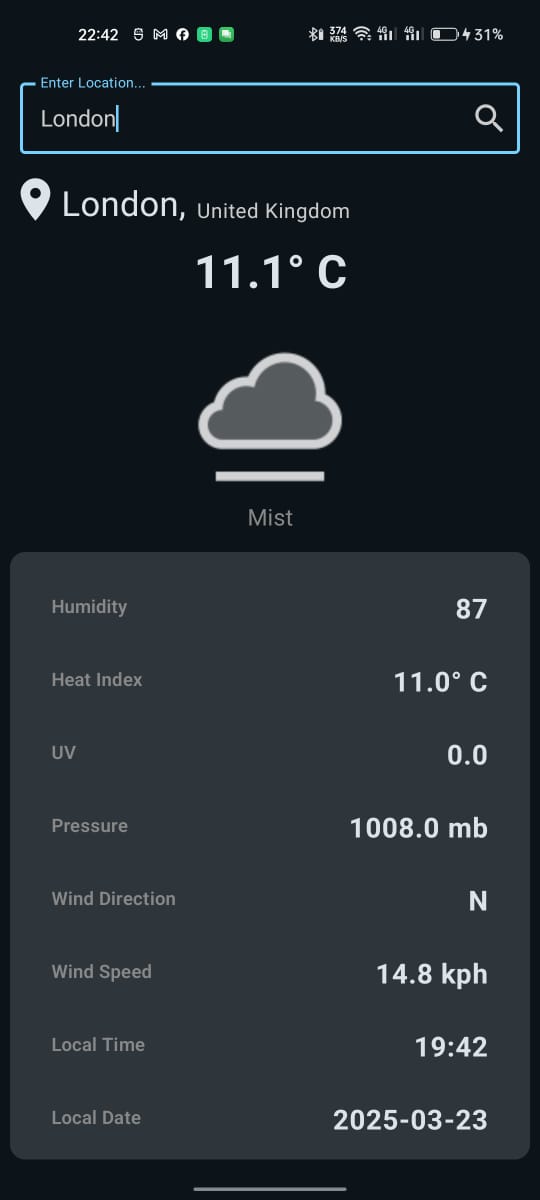 22:42 374 KB/S 4G 4G 31%
Enter Location...
London
London, United Kingdom
11.1° C
Mist
Humidity 87
Heat Index 11.0° C
UV 0.0
Pressure 1008.0 mb
Wind Direction N
Wind Speed 14.8 kph
Local Time 19:42
Local Date 2025-03-23